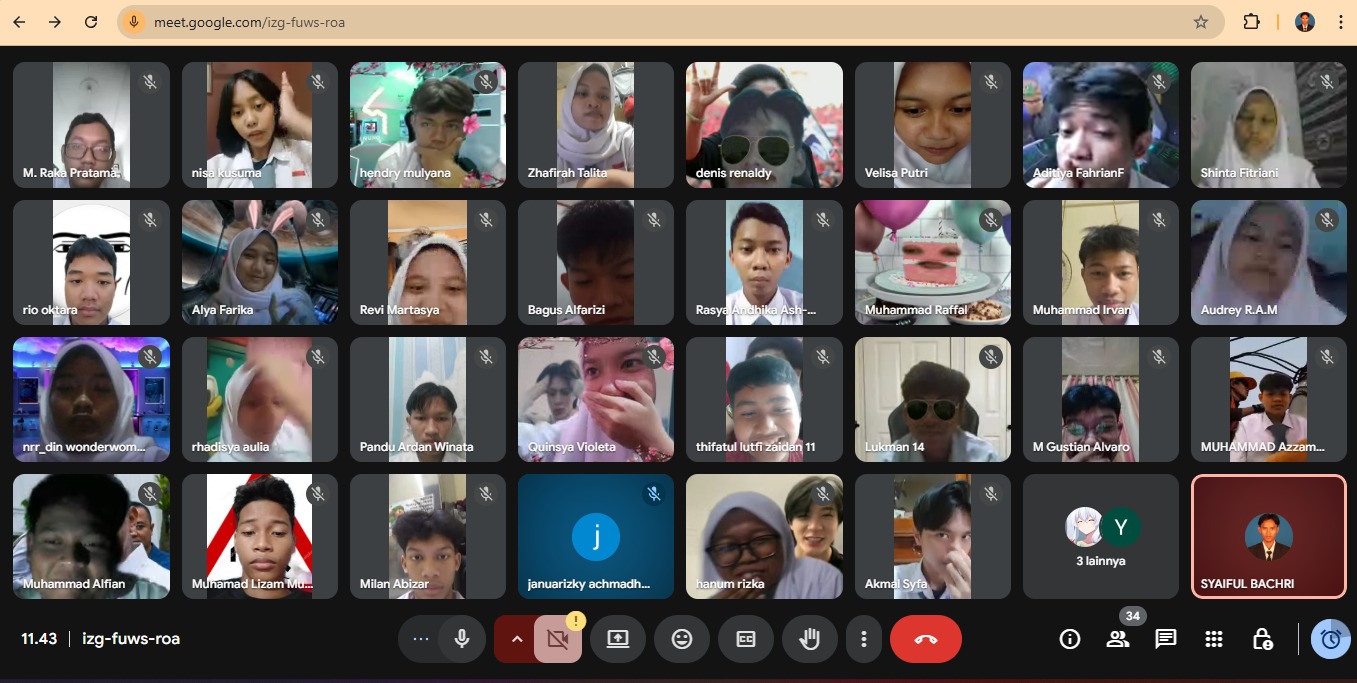 meet.google.com/izg-fuws-roa
M. Raka Pratama.
nisa kusuma
hendry mulyana
Zhafirah Talita
denis renaldy
Velisa Putri
Aditiya FahrianF
Shinta Fitriani
rio oktara
Alya Farika
Revi Martasya
Bagus Alfarizi
Rasya Andhika Ash-...
Muhammad Raffal
Muhammad Irvan
Audrey R.A.M
nrr_din wonderwom...
rhadisya aulia
Pandu Ardan Winata
Quinsya Violeta
thifatul lutfi zaidan 11
Lukman 14
M Gustian Alvaro
MUHAMMAD Azzam...
Muhammad Alfian
Muhamad Lizam Mu...
Milan Abizar
j
januarizky achmadh...
hanum rizka
Akmal Syfa
Y
3 lainnya
SYAIFUL BACHRI
11.43 | izg-fuws-roa
CC
34